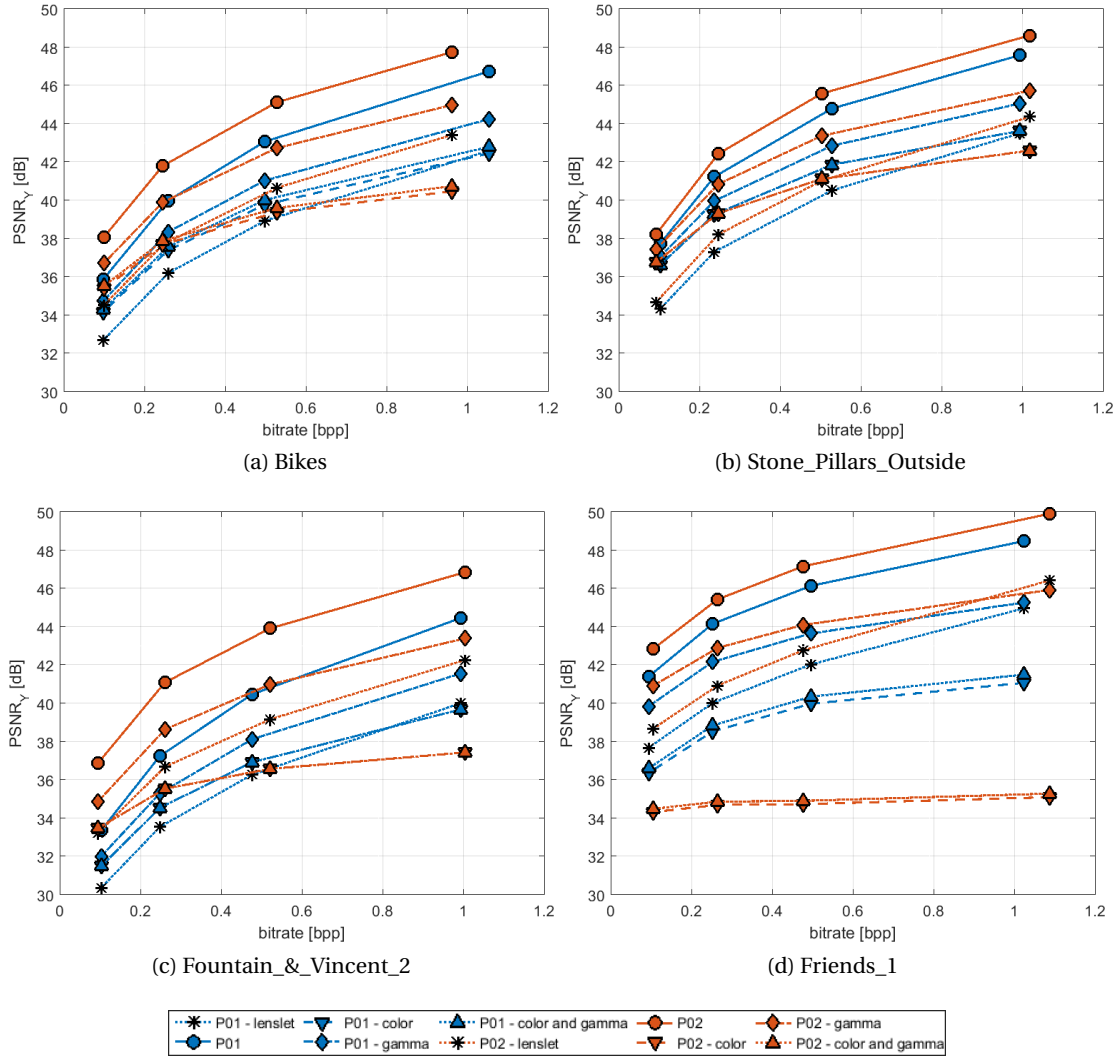 50
48
46
44
42
40
38
36
34
32
30
PSNR_Y [dB]
0 0.2 0.4 0.6 0.8 1 1.2
bitrate [bpp]
(a) Bikes
50
48
46
44
42
40
38
36
34
32
30
PSNR_Y [dB]
0 0.2 0.4 0.6 0.8 1 1.2
bitrate [bpp]
(b) Stone_Pillars_Outside
50
48
46
44
42
40
38
36
34
32
30
PSNR_Y [dB]
0 0.2 0.4 0.6 0.8 1 1.2
bitrate [bpp]
(c) Fountain_&_Vincent_2
50
48
46
44
42
40
38
36
34
32
30
PSNR_Y [dB]
0 0.2 0.4 0.6 0.8 1 1.2
bitrate [bpp]
(d) Friends_1
P01 - lenslet P01 - color P01 - color and gamma P02 P02 - gamma
P01 P01 - gamma P02 - lenslet P02 - color P02 - color and gamma